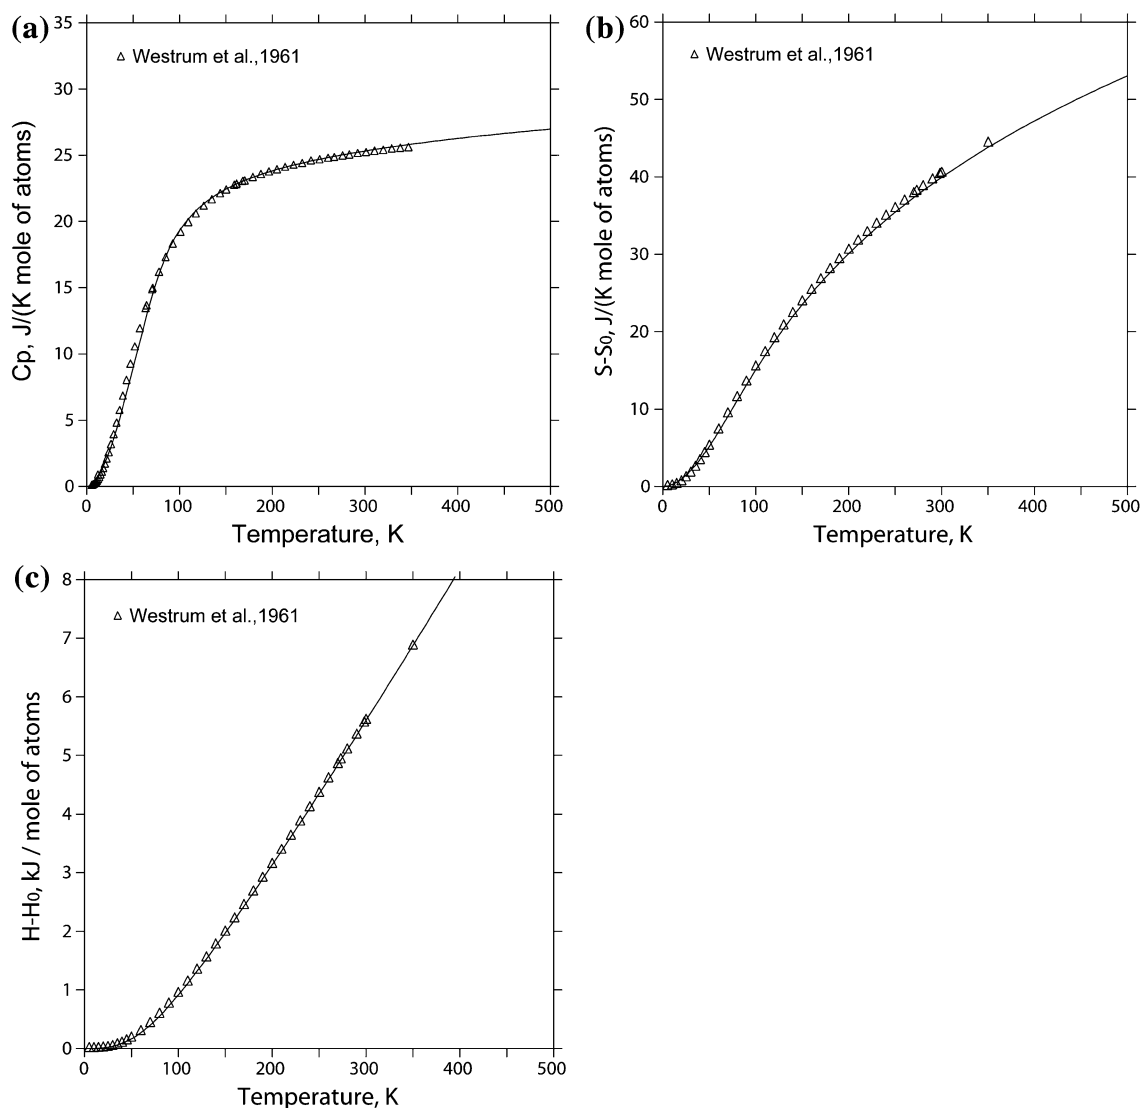 (a)
35
30
25
20
15
10
5
0
Cp, J/(K mole of atoms)
Westrum et al.,1961
0 100 200 300 400 500
Temperature, K
(b)
60
50
40
30
20
10
0
S-S0, J/(K mole of atoms)
Westrum et al.,1961
0 100 200 300 400 500
Temperature, K
(c)
8
7
6
5
4
3
2
1
0
H-H0, kJ / mole of atoms
Westrum et al.,1961
0 100 200 300 400 500
Temperature, K